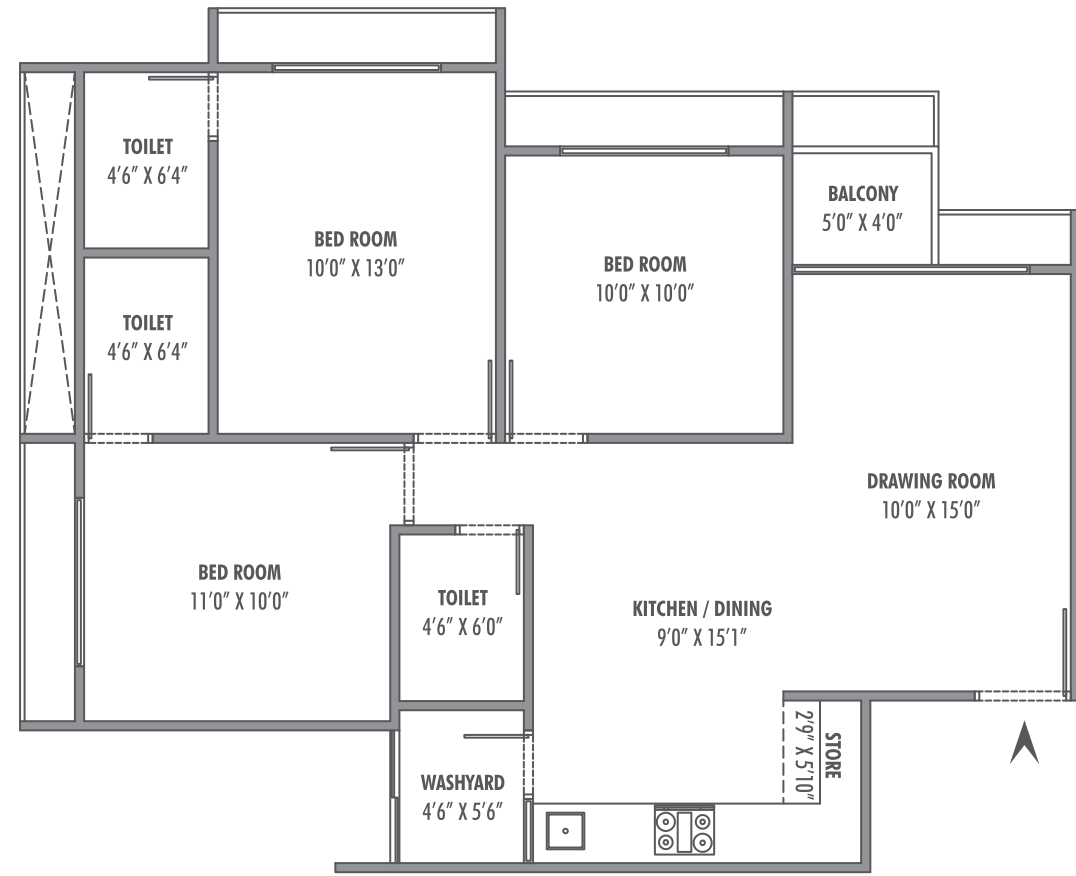 TOILET
4'6" X 6'4"
BED ROOM
10'0" X 13'0"
BED ROOM
10'0" X 10'0"
BALCONY
5'0" X 4'0"
TOILET
4'6" X 6'4"
DRAWING ROOM
10'0" X 15'0"
BED ROOM
11'0" X 10'0"
TOILET
4'6" X 6'0"
KITCHEN / DINING
9'0" X 15'1"
STORE
2'9" X 5'10"
WASHYARD
4'6" X 5'6"